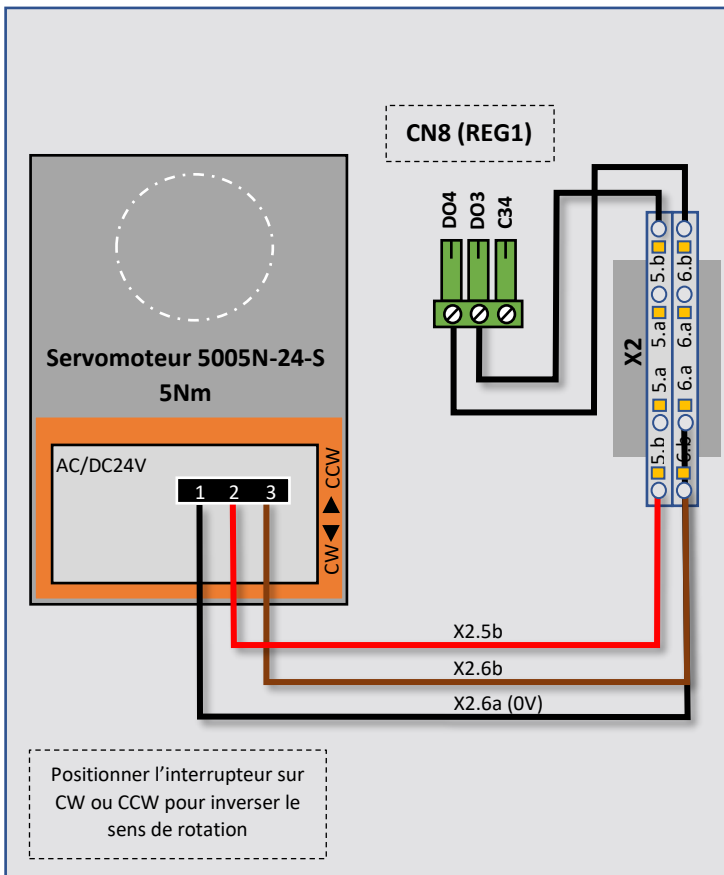 CN8 (REG1)
DO4
DO3
C34
5.b
6.b
5.a
6.a
X2
5.a
6.a
5.b
6.b
Servomoteur 5005N-24-S
5Nm
AC/DC24V
1 2 3
CW ◄ ► CCW
X2.5b
X2.6b
X2.6a (0V)
Positionner l’interrupteur sur
CW ou CCW pour inverser le
sens de rotation